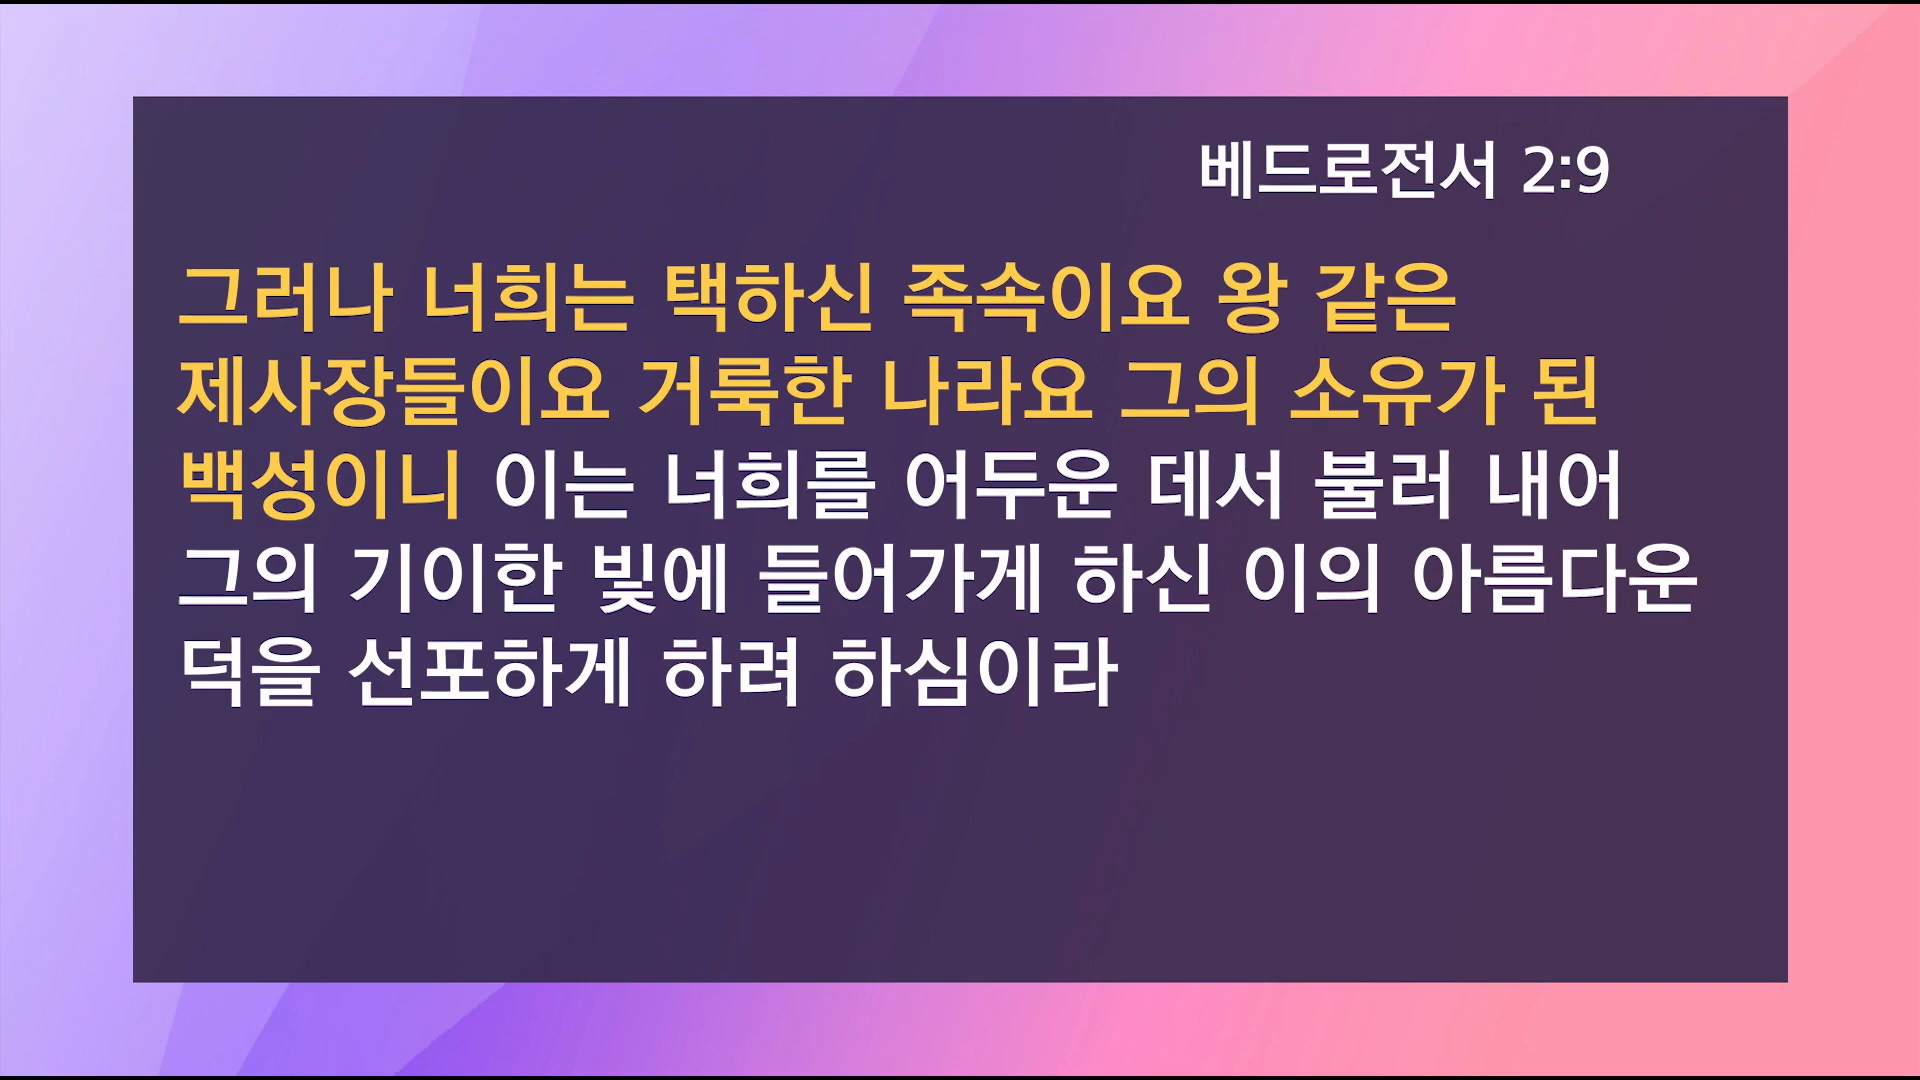 베드로전서 2:9
그러나 너희는 택하신 족속이요 왕 같은
제사장들이요 거룩한 나라요 그의 소유가 된
백성이니 이는 너희를 어두운 데서 불러 내어
그의 기이한 빛에 들어가게 하신 이의 아름다운
덕을 선포하게 하려 하심이라